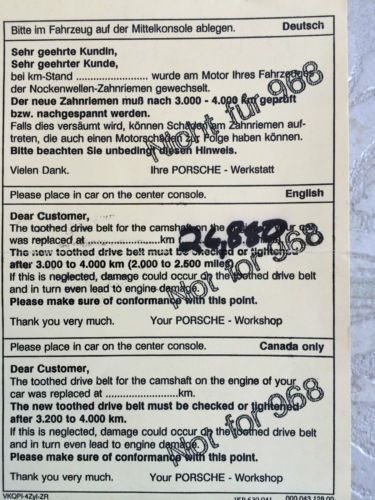 Bitte im Fahrzeug auf der Mittelkonsole ablegen. Deutsch
Sehr geehrte Kundin,
Sehr geehrter Kunde,
bei km-Stand ...................... wurde am Motor Ihres Fahrzeuges
der Nockenwellen-Zahnriemen gewechselt.
Der neue Zahnriemen muß nach 3.000 - 4.000 km geprüft
bzw. nachgespannt werden.
Falls dies versäumt wird, können Schäden am Zahnriemen auf-
treten, die auch einen Motorschaden zur Folge haben können.
Bitte beachten Sie unbedingt diesen Hinweis.
Vielen Dank. Ihre PORSCHE - Werkstatt
Nicht für 968
Please place in car on the center console. English
Dear Customer,
The toothed drive belt for the camshaft on the engine of your car
was replaced at ......................km 24,880
The new toothed drive belt must be checked or tightened
after 3.000 to 4.000 km (2.000 to 2.500 miles).
If this is neglected, damage could occur on the toothed drive belt
and in turn even lead to engine damage.
Please make sure of conformance with this point.
Thank you very much. Your PORSCHE - Workshop
Not for 968
Please place in car on the center console. Canada only
Dear Customer,
The toothed drive belt for the camshaft on the engine of your
car was replaced at ......................km.
The new toothed drive belt must be checked or tightened
after 3.200 to 4.000 km.
If this is neglected, damage could occur on the toothed drive belt
and in turn even lead to engine damage.
Please make sure of conformance with this point.
Thank you very much. Your PORSCHE - Workshop
Not for 968
VKOPI-4Zyl-ZR 000.043.128.00